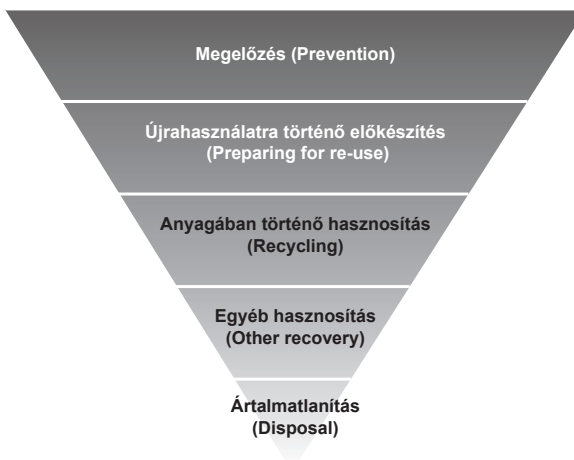 Megelőzés (Prevention)
Újrahasználatra történő előkészítés
(Preparing for re-use)
Anyagában történő hasznosítás
(Recycling)
Egyéb hasznosítás
(Other recovery)
Ártalmatlanítás
(Disposal)